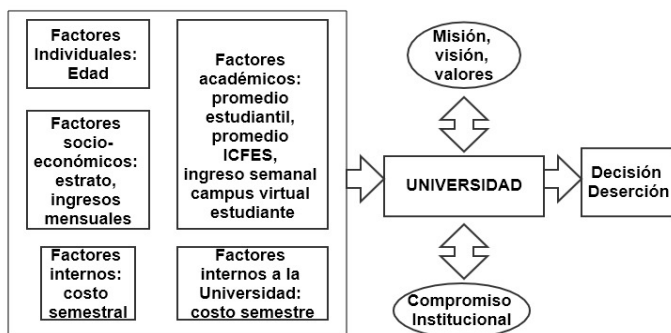 Factores
Individuales:
Edad
Factores
socio-
económicos:
estrato,
ingresos
mensuales
Factores
internos:
costo
semestral
Factores
académicos:
promedio
estudiantil,
promedio
ICFES,
ingreso semanal
campus virtual
estudiante
Factores
internos a la
Universidad:
costo semestre
Misión,
visión,
valores
UNIVERSIDAD
Compromiso
Institucional
Decisión
Deserción